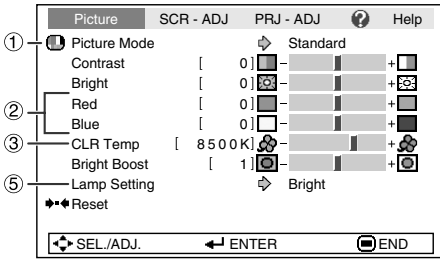 Picture SCR - ADJ PRJ - ADJ ? Help
① Picture Mode Standard
Contrast [ 0] - +
Bright [ 0] - +
② Red [ 0] - +
Blue [ 0] - +
③ CLR Temp [ 8500K] - +
Bright Boost [ 1] - +
⑤ Lamp Setting Bright
Reset
SEL./ADJ. ENTER END